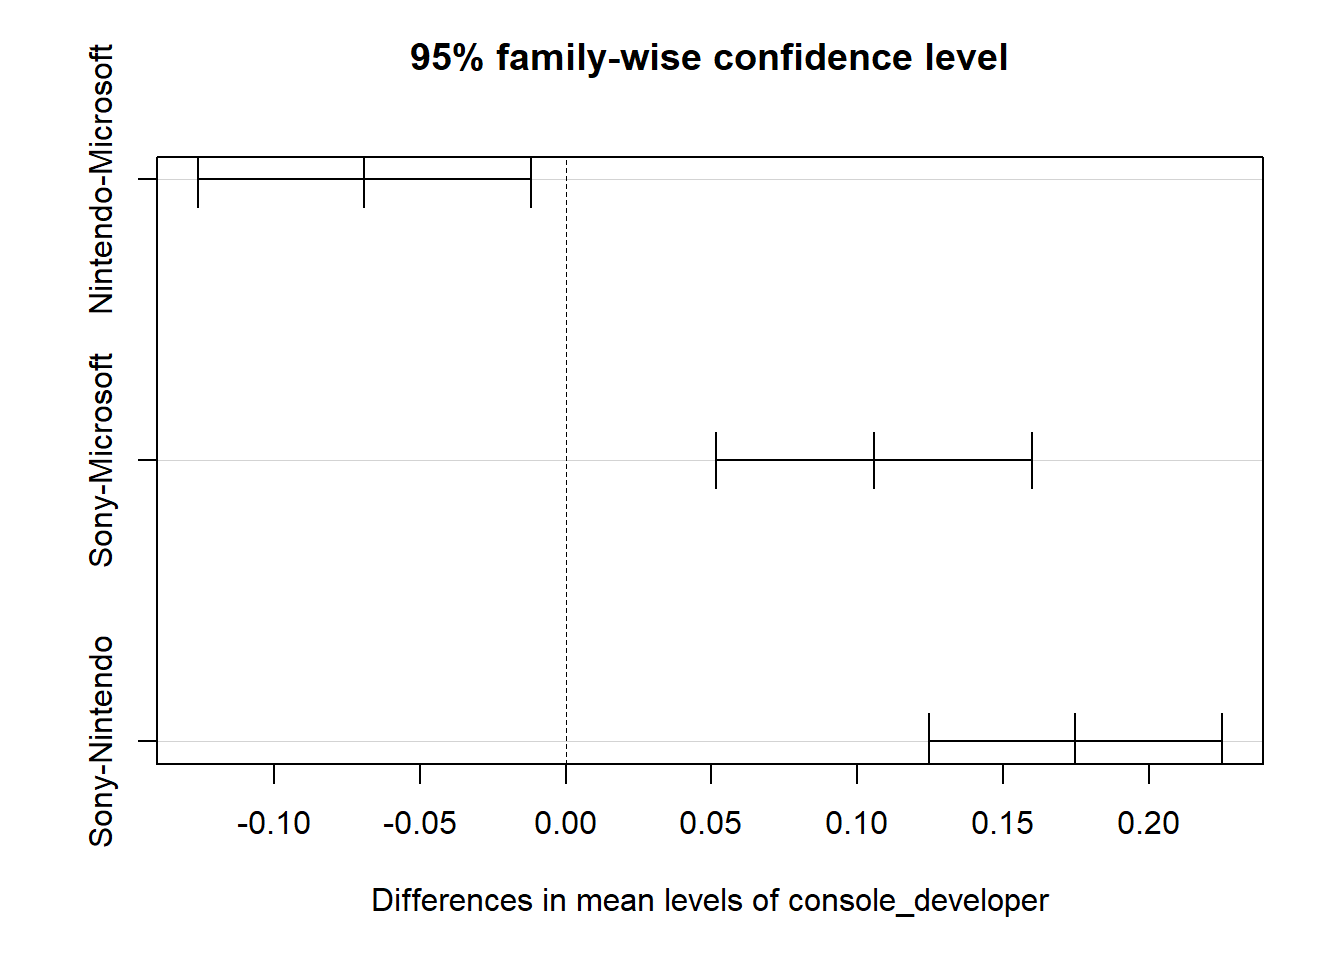 95% family-wise confidence level
Nintendo-Microsoft
Sony-Microsoft
Sony-Nintendo
-0.10 -0.05 0.00 0.05 0.10 0.15 0.20
Differences in mean levels of console_developer